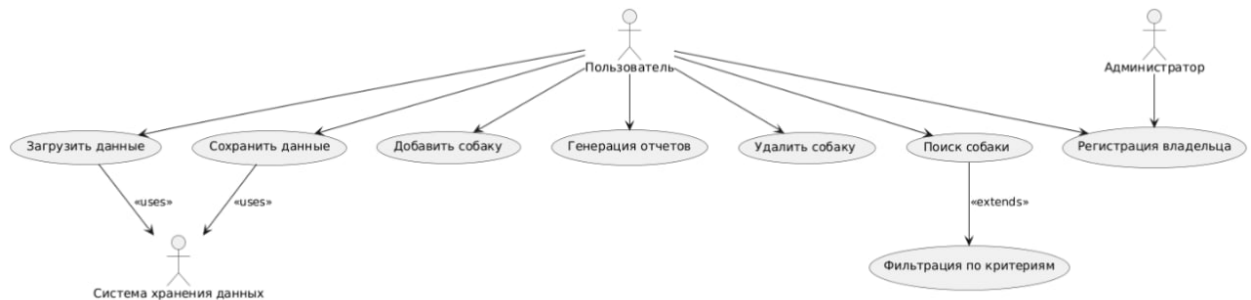 Пользователь
Администратор
Загрузить данные
Сохранить данные
Добавить собаку
Генерация отчетов
Удалить собаку
Поиск собаки
Регистрация владельца
«uses»
«uses»
«extends»
Фильтрация по критериям
Система хранения данных